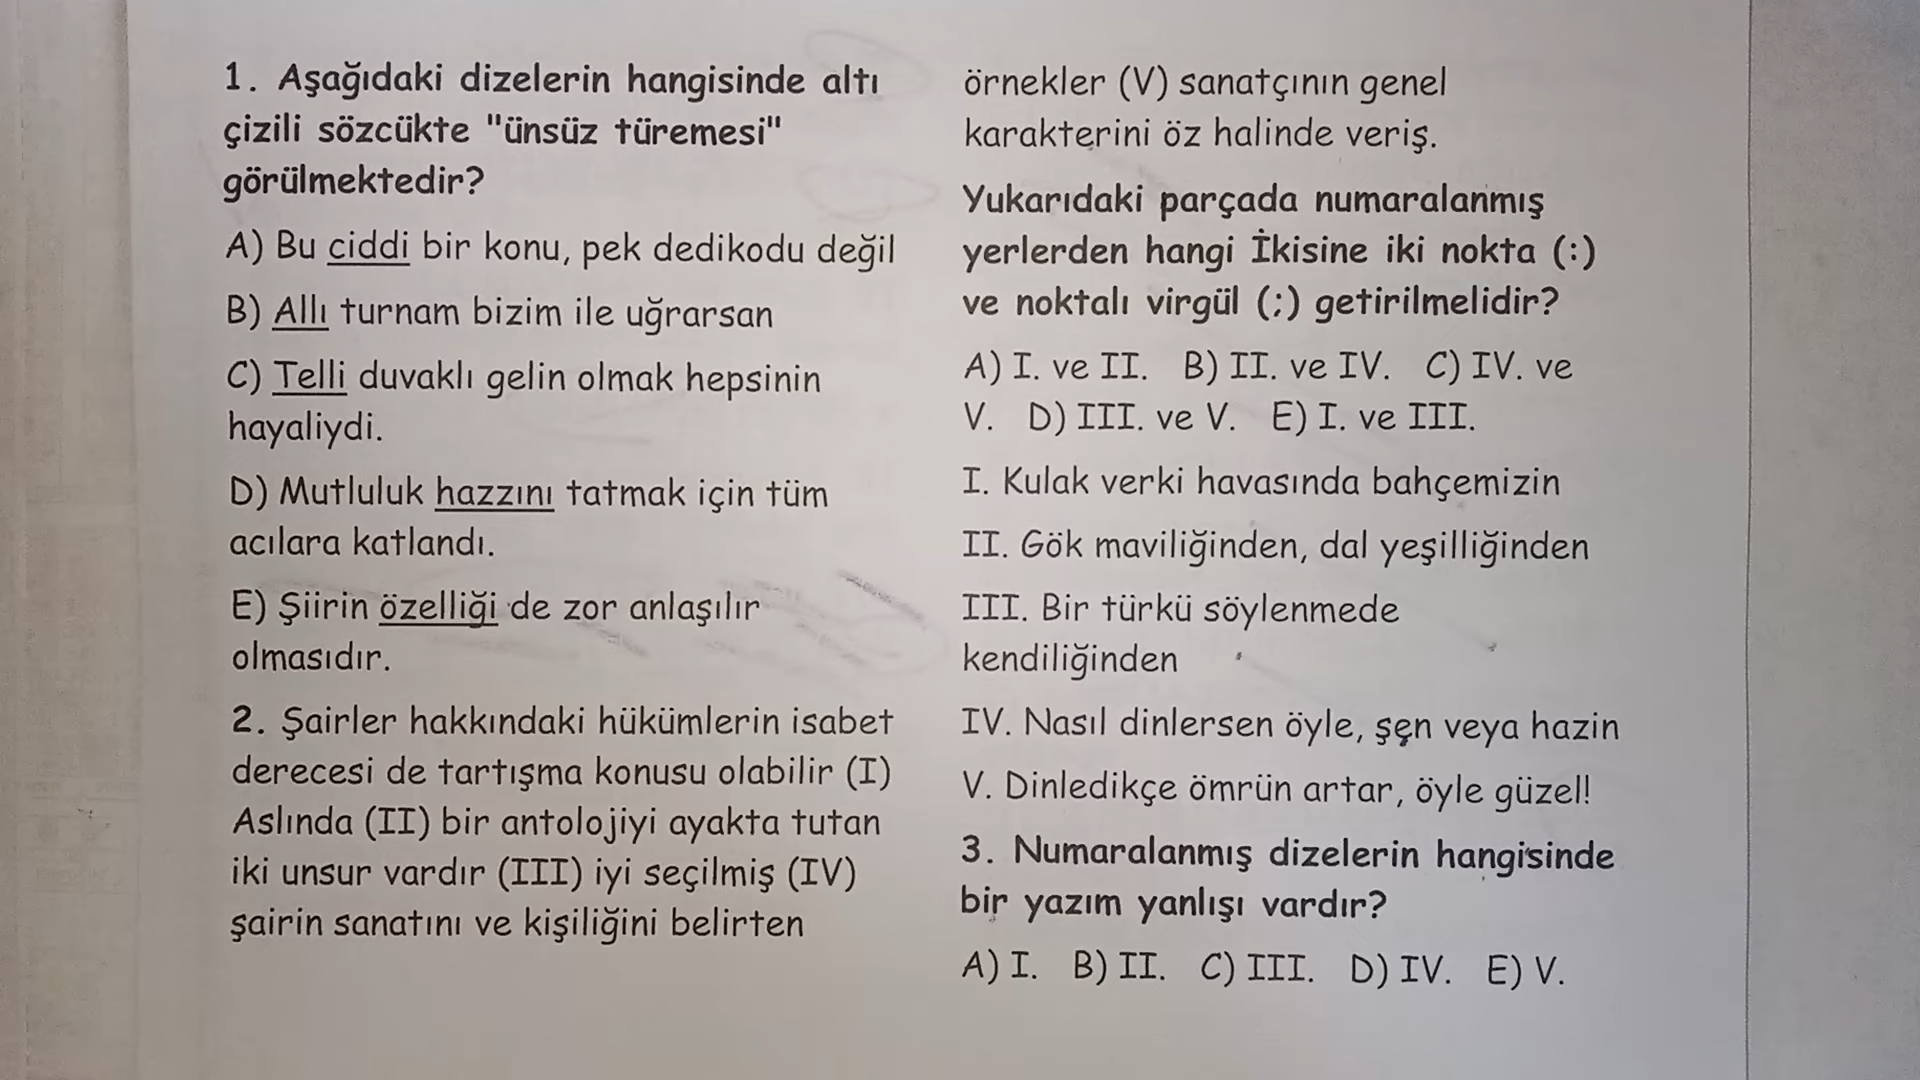 1. Aşağıdaki dizelerin hangisinde altı
çizili sözcükte "ünsüz türemesi"
görülmektedir?
A) Bu ciddi bir konu, pek dedikodu değil
B) Allı turnam bizim ile uğrarsan
C) Telli duvaklı gelin olmak hepsinin
hayaliydi.
D) Mutluluk hazzını tatmak için tüm
acılara katlandı.
E) Şiirin özelliği de zor anlaşılır
olmasıdır.
2. Şairler hakkındaki hükümlerin isabet
derecesi de tartışma konusu olabilir (I)
Aslında (II) bir antolojiyi ayakta tutan
iki unsur vardır (III) iyi seçilmiş (IV)
şairin sanatını ve kişiliğini belirten
örnekler (V) sanatçının genel
karakterini öz halinde veriş.
Yukarıdaki parçada numaralanmış
yerlerden hangi İkisine iki nokta (:)
ve noktalı virgül (;) getirilmelidir?
A) I. ve II. B) II. ve IV. C) IV. ve
V. D) III. ve V. E) I. ve III.
I. Kulak verki havasında bahçemizin
II. Gök maviliğinden, dal yeşilliğinden
III. Bir türkü söylenmede
kendiliğinden
IV. Nasıl dinlersen öyle, şen veya hazin
V. Dinledikçe ömrün artar, öyle güzel!
3. Numaralanmış dizelerin hangisinde
bir yazım yanlışı vardır?
A) I. B) II. C) III. D) IV. E) V.